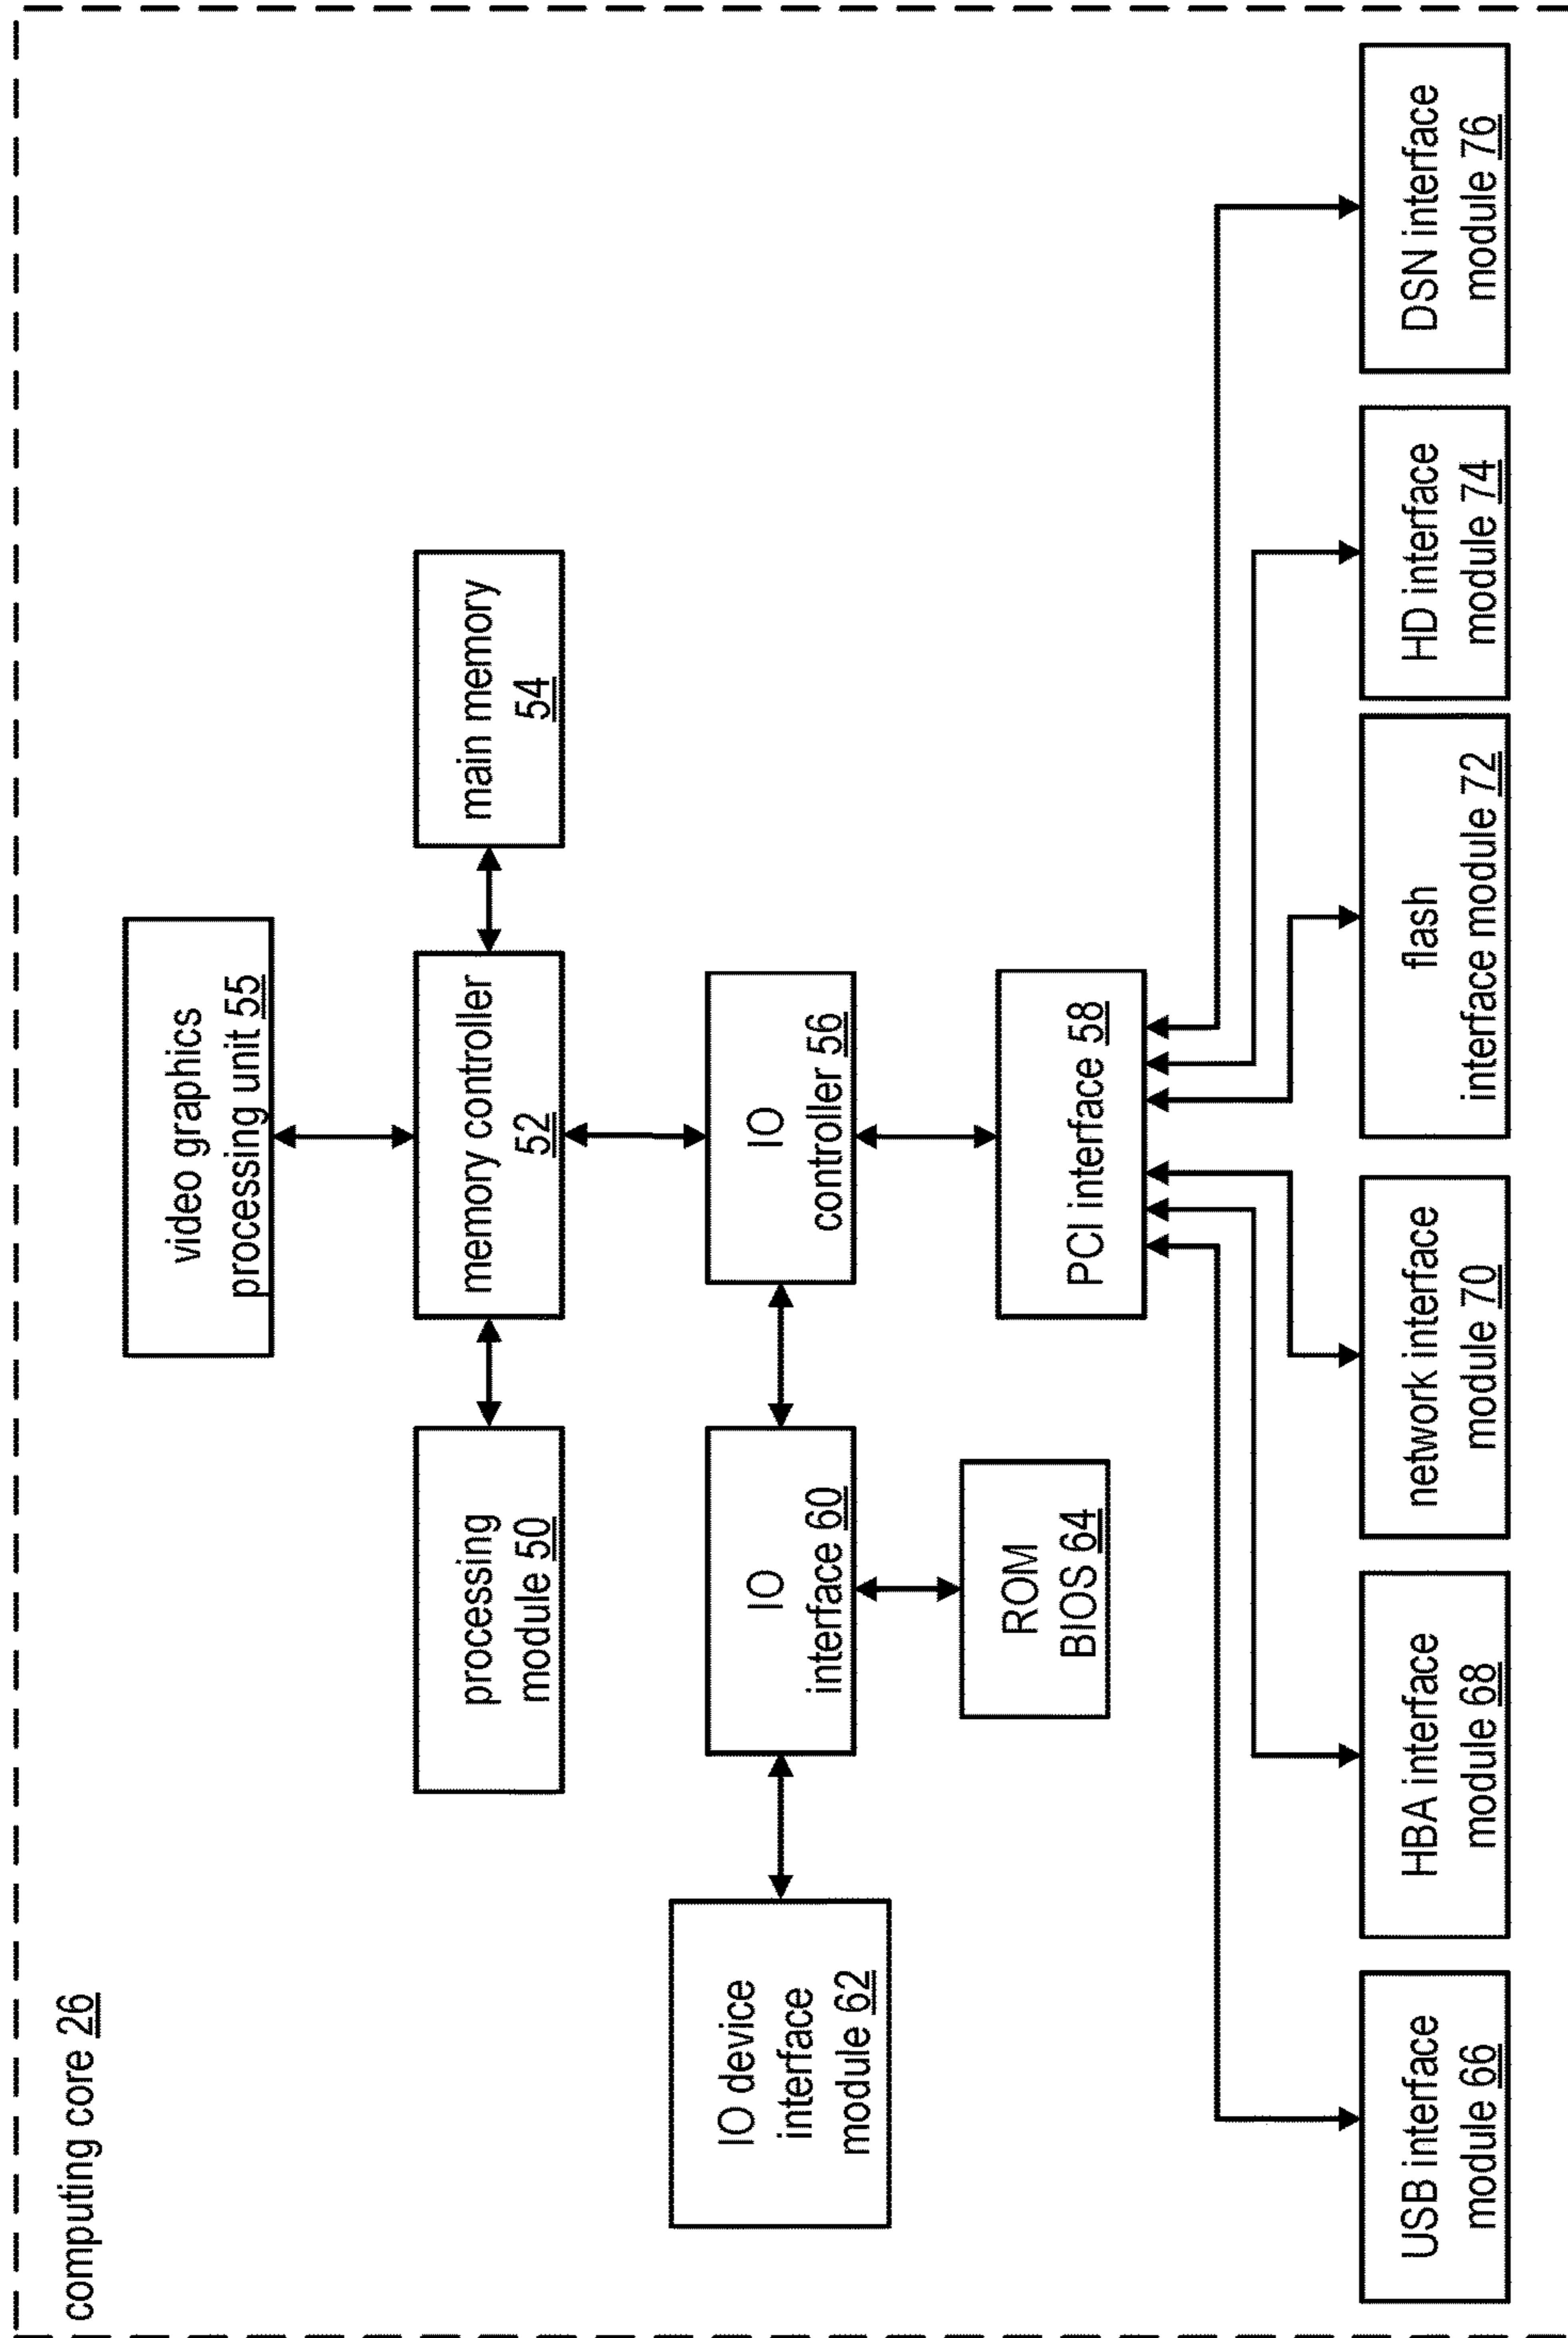 computing core 26
video graphics
processing unit 55
processing
module 50
memory controller
52
main memory
54
IO device
interface
module 62
IO
interface 60
IO
controller 56
ROM
BIOS 64
PCI interface 58
USB interface
module 66
HBA interface
module 68
network interface
module 70
flash
interface module 72
HD interface
module 74
DSN interface
module 76